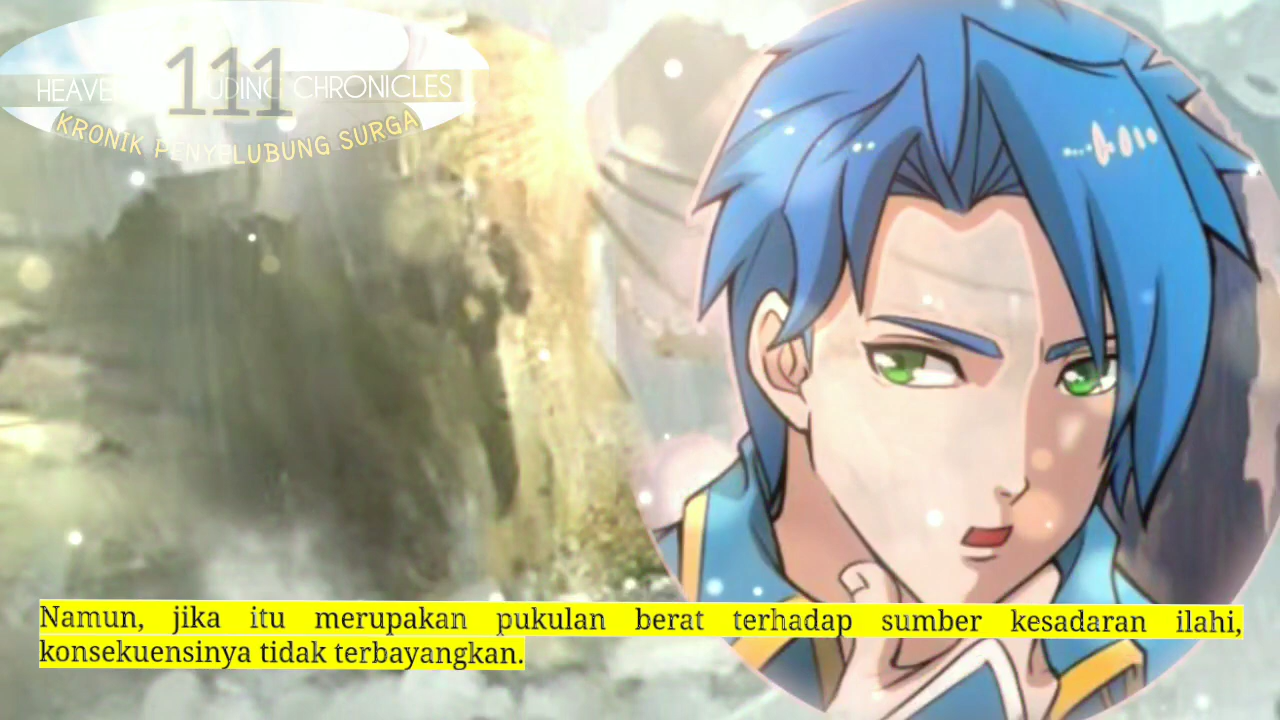 111
HEAVE UDING CHRONICLES
KRONIK PENYELUBUNG SURGA
Namun, jika itu merupakan pukulan berat terhadap sumber kesadaran ilahi,
konsekuensinya tidak terbayangkan.